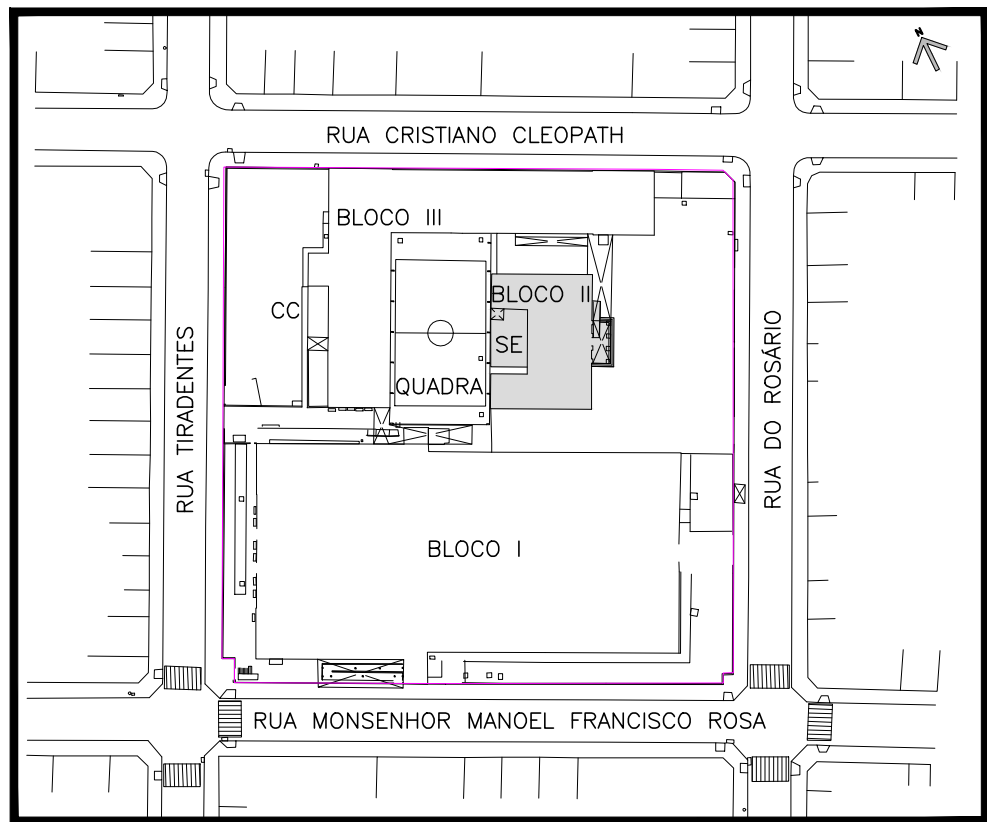 N
RUA CRISTIANO CLEOPATH
BLOCO III
BLOCO II
CC
SE
QUADRA
RUA TIRADENTES
RUA DO ROSÁRIO
BLOCO I
RUA MONSENHOR MANOEL FRANCISCO ROSA